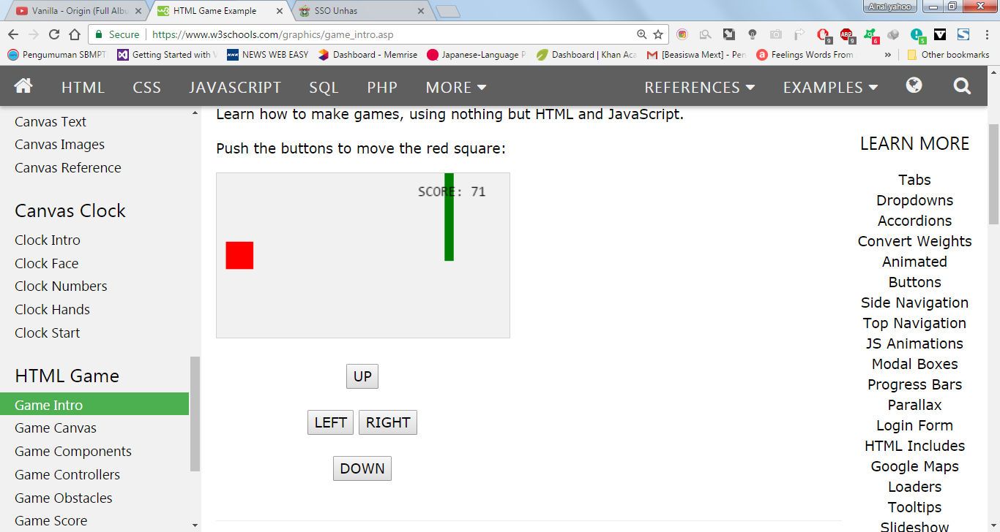 Vanilla - Origin (Full Albu
HTML Game Example
SSO Unhas
Ainal yahoo
Secure
https://www.w3schools.com/graphics/game_intro.asp
9
ABP
9
6
5
Pengumuman SBMPT
Getting Started with V
NEWS WEB EASY
Dashboard - Memrise
Japanese-Language P
Dashboard | Khan Aca
[Beasiswa Mext] - Pen
Feelings Words From
»
Other bookmarks
HTML
CSS
JAVASCRIPT
SQL
PHP
MORE
REFERENCES
EXAMPLES
Canvas Text
Canvas Images
Canvas Reference
Canvas Clock
Clock Intro
Clock Face
Clock Numbers
Clock Hands
Clock Start
HTML Game
Game Intro
Game Canvas
Game Components
Game Controllers
Game Obstacles
Game Score
Learn how to make games, using nothing but HTML and JavaScript.
Push the buttons to move the red square:
SCORE: 71
UP
LEFT
RIGHT
DOWN
LEARN MORE
Tabs
Dropdowns
Accordions
Convert Weights
Animated
Buttons
Side Navigation
Top Navigation
JS Animations
Modal Boxes
Progress Bars
Parallax
Login Form
HTML Includes
Google Maps
Loaders
Tooltips
Slideshow